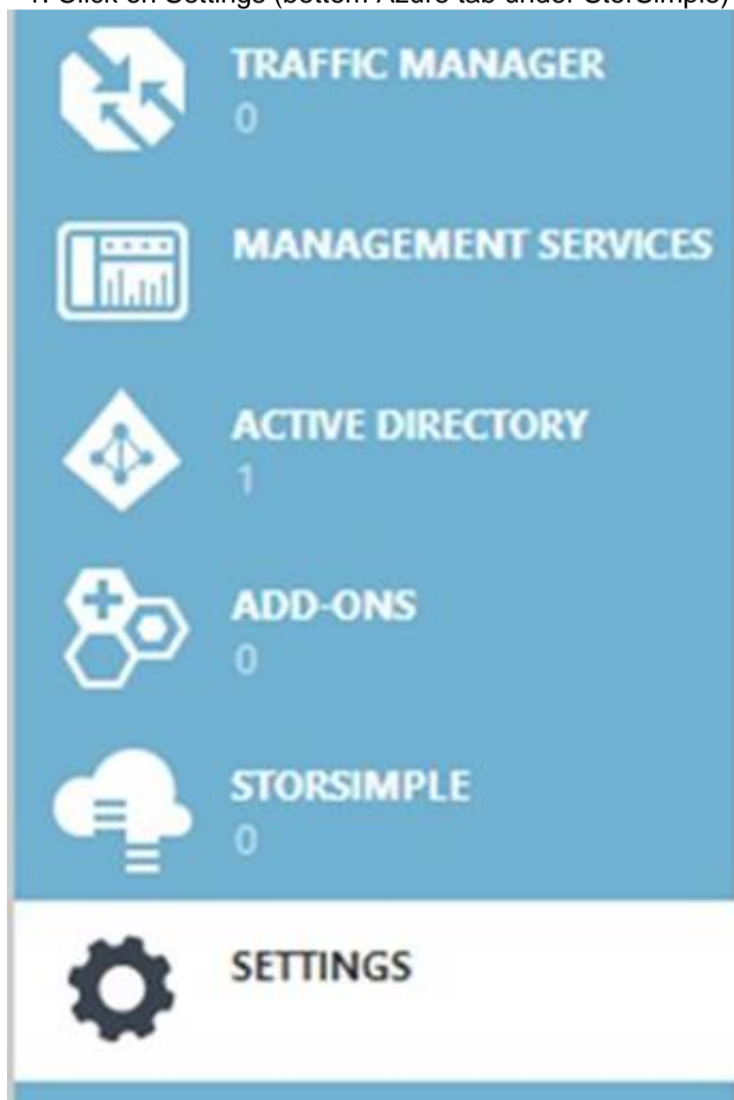 1. Click on Settings (bottom Azure tab under StorSimple)
TRAFFIC MANAGER
0
MANAGEMENT SERVICES
ACTIVE DIRECTORY
1
ADD-ONS
0
STORSIMPLE
0
SETTINGS